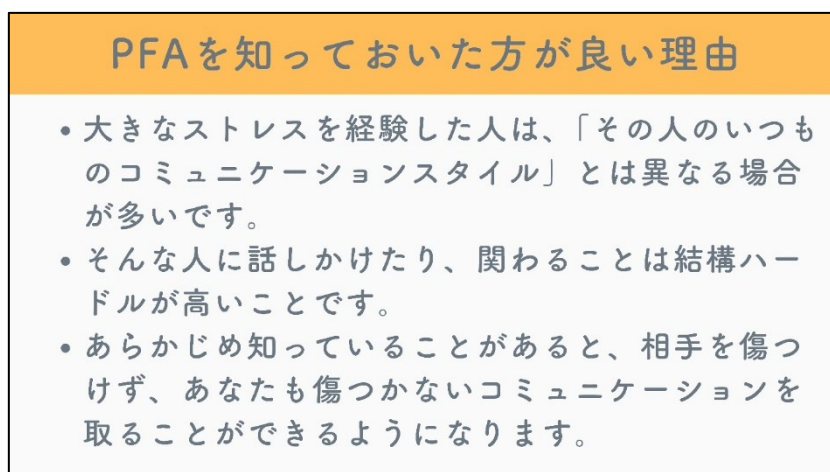 PFAを知っておいた方が良い理由
• 大きなストレスを経験した人は、「その人のいつも
のコミュニケーションスタイル」とは異なる場合
が多いです。
• そんな人に話しかけたり、関わることは結構ハー
ドルが高いことです。
• あらかじめ知っていることがあると、相手を傷つ
けず、あなたも傷つかないコミュニケーションを
取ることができるようになります。